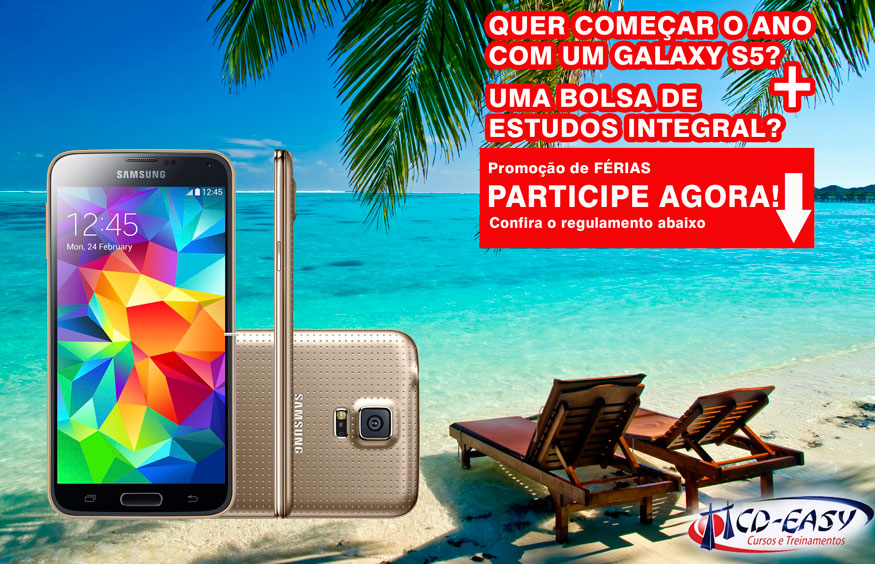 QUER COMEÇAR O ANO
COM UM GALAXY S5?
+
UMA BOLSA DE
ESTUDOS INTEGRAL?
Promoção de FÉRIAS
PARTICIPE AGORA!
Confira o regulamento abaixo
SAMSUNG
12:45
12:45
Mon, 24 February
SAMSUNG
CD-EASY
Cursos e Treinamentos